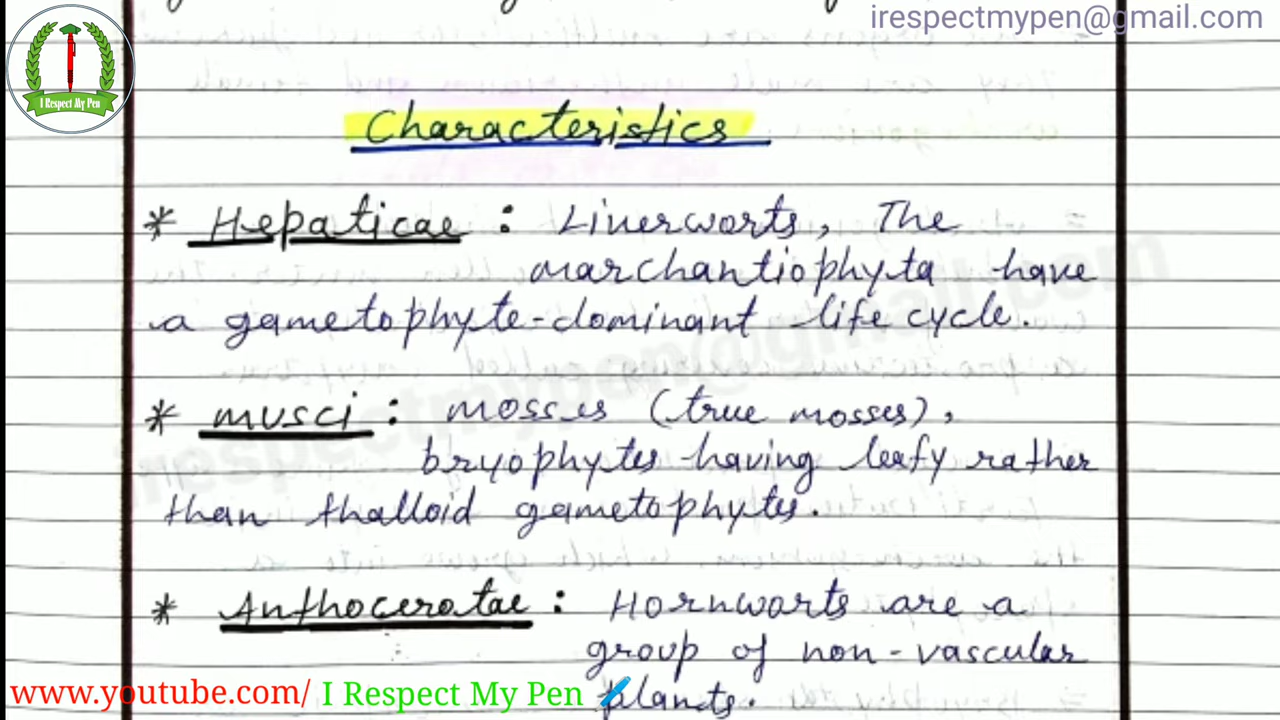 irespectmypen@gmail.com
I Respect My Pen
Characteristics
* Hepaticae : Liverworts, The
marchantiophyta have
a gametophyte-dominant life cycle.
* musci : mosses (true mosses),
bryophytes having leafy rather
than thalloid gametophytes.
* Anthocerotae : Hornworts are a
group of non-vascular
plants.
www.youtube.com/ I Respect My Pen